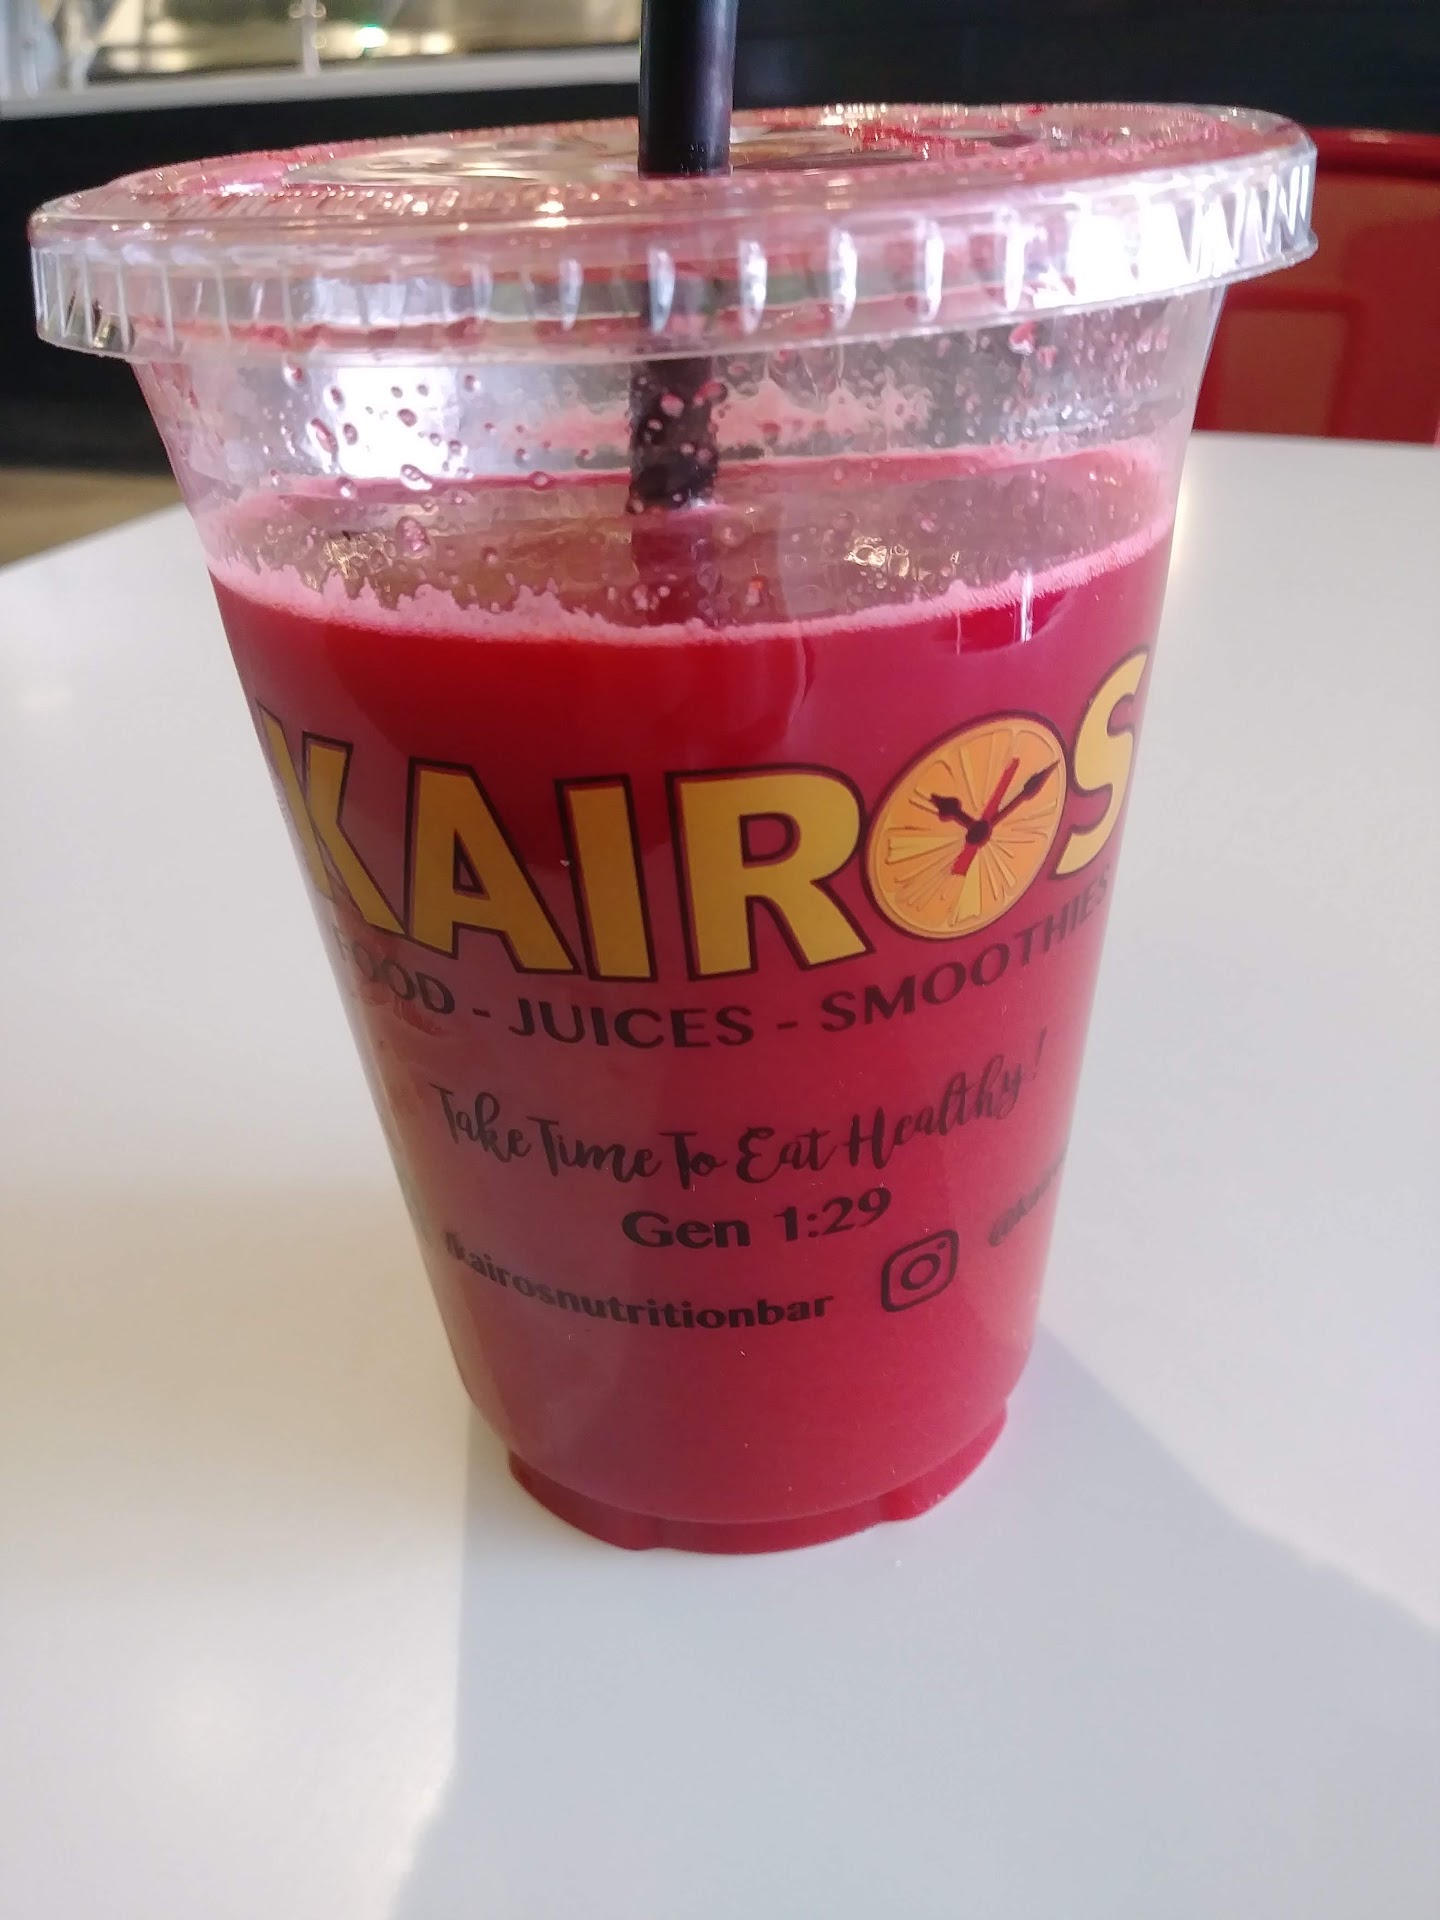 KAIROS
FOOD - JUICES - SMOOTHIES
Take Time To Eat Healthy!
Gen 1:29
/kairosnutritionbar